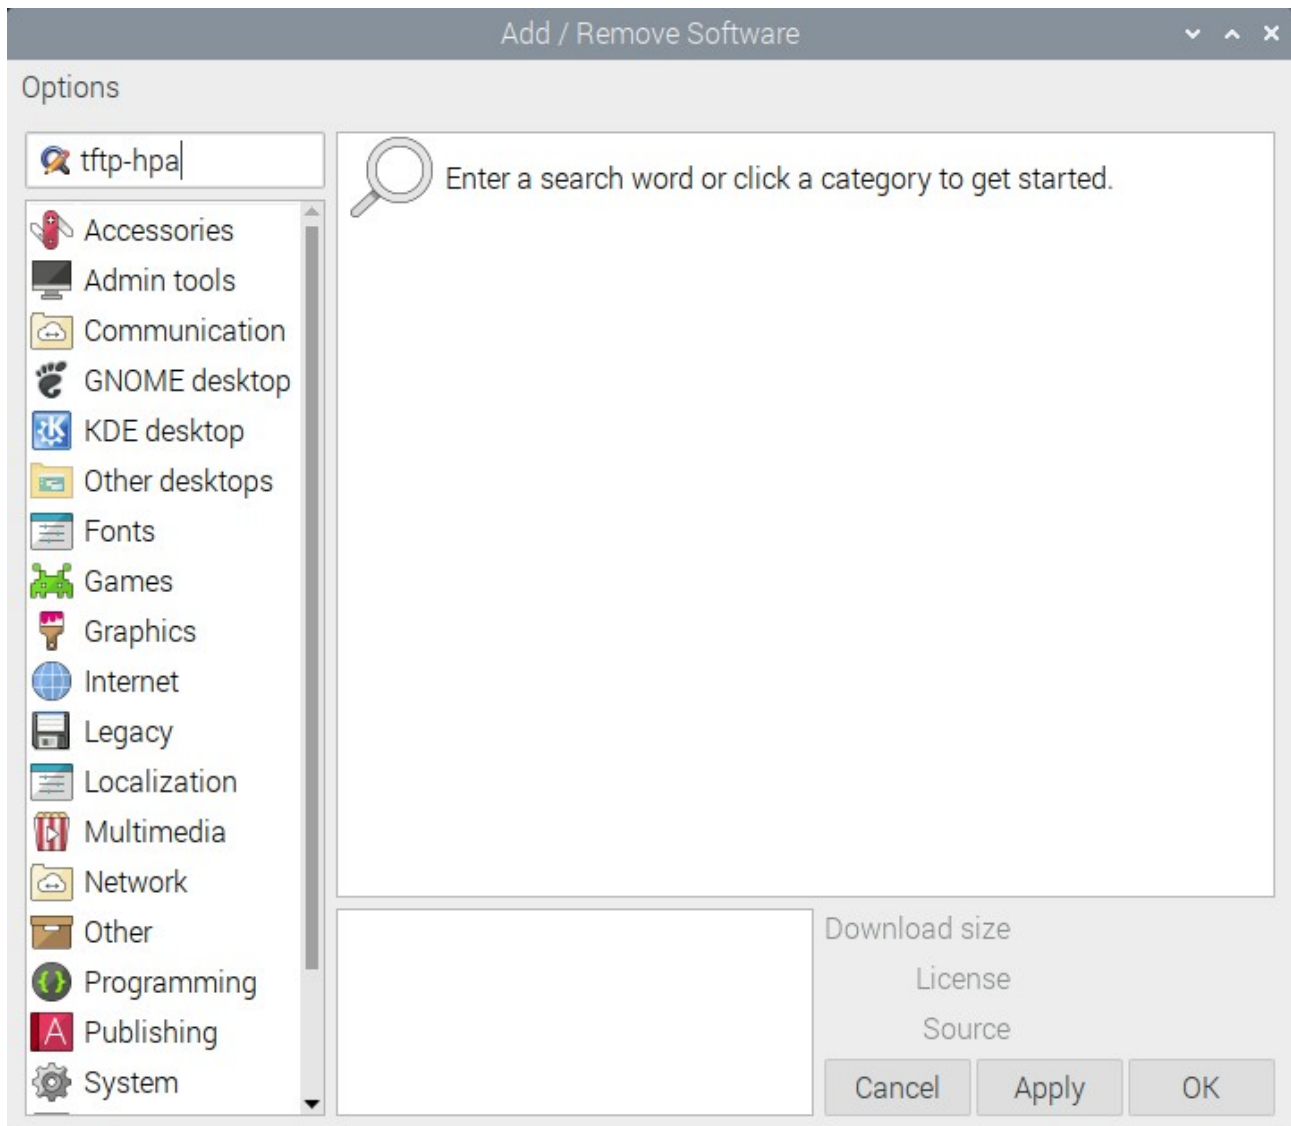 Add / Remove Software
Options
tftp-hpa
Enter a search word or click a category to get started.
Accessories
Admin tools
Communication
GNOME desktop
KDE desktop
Other desktops
Fonts
Games
Graphics
Internet
Legacy
Localization
Multimedia
Network
Other
Programming
Publishing
System
Download size
License
Source
Cancel
Apply
OK